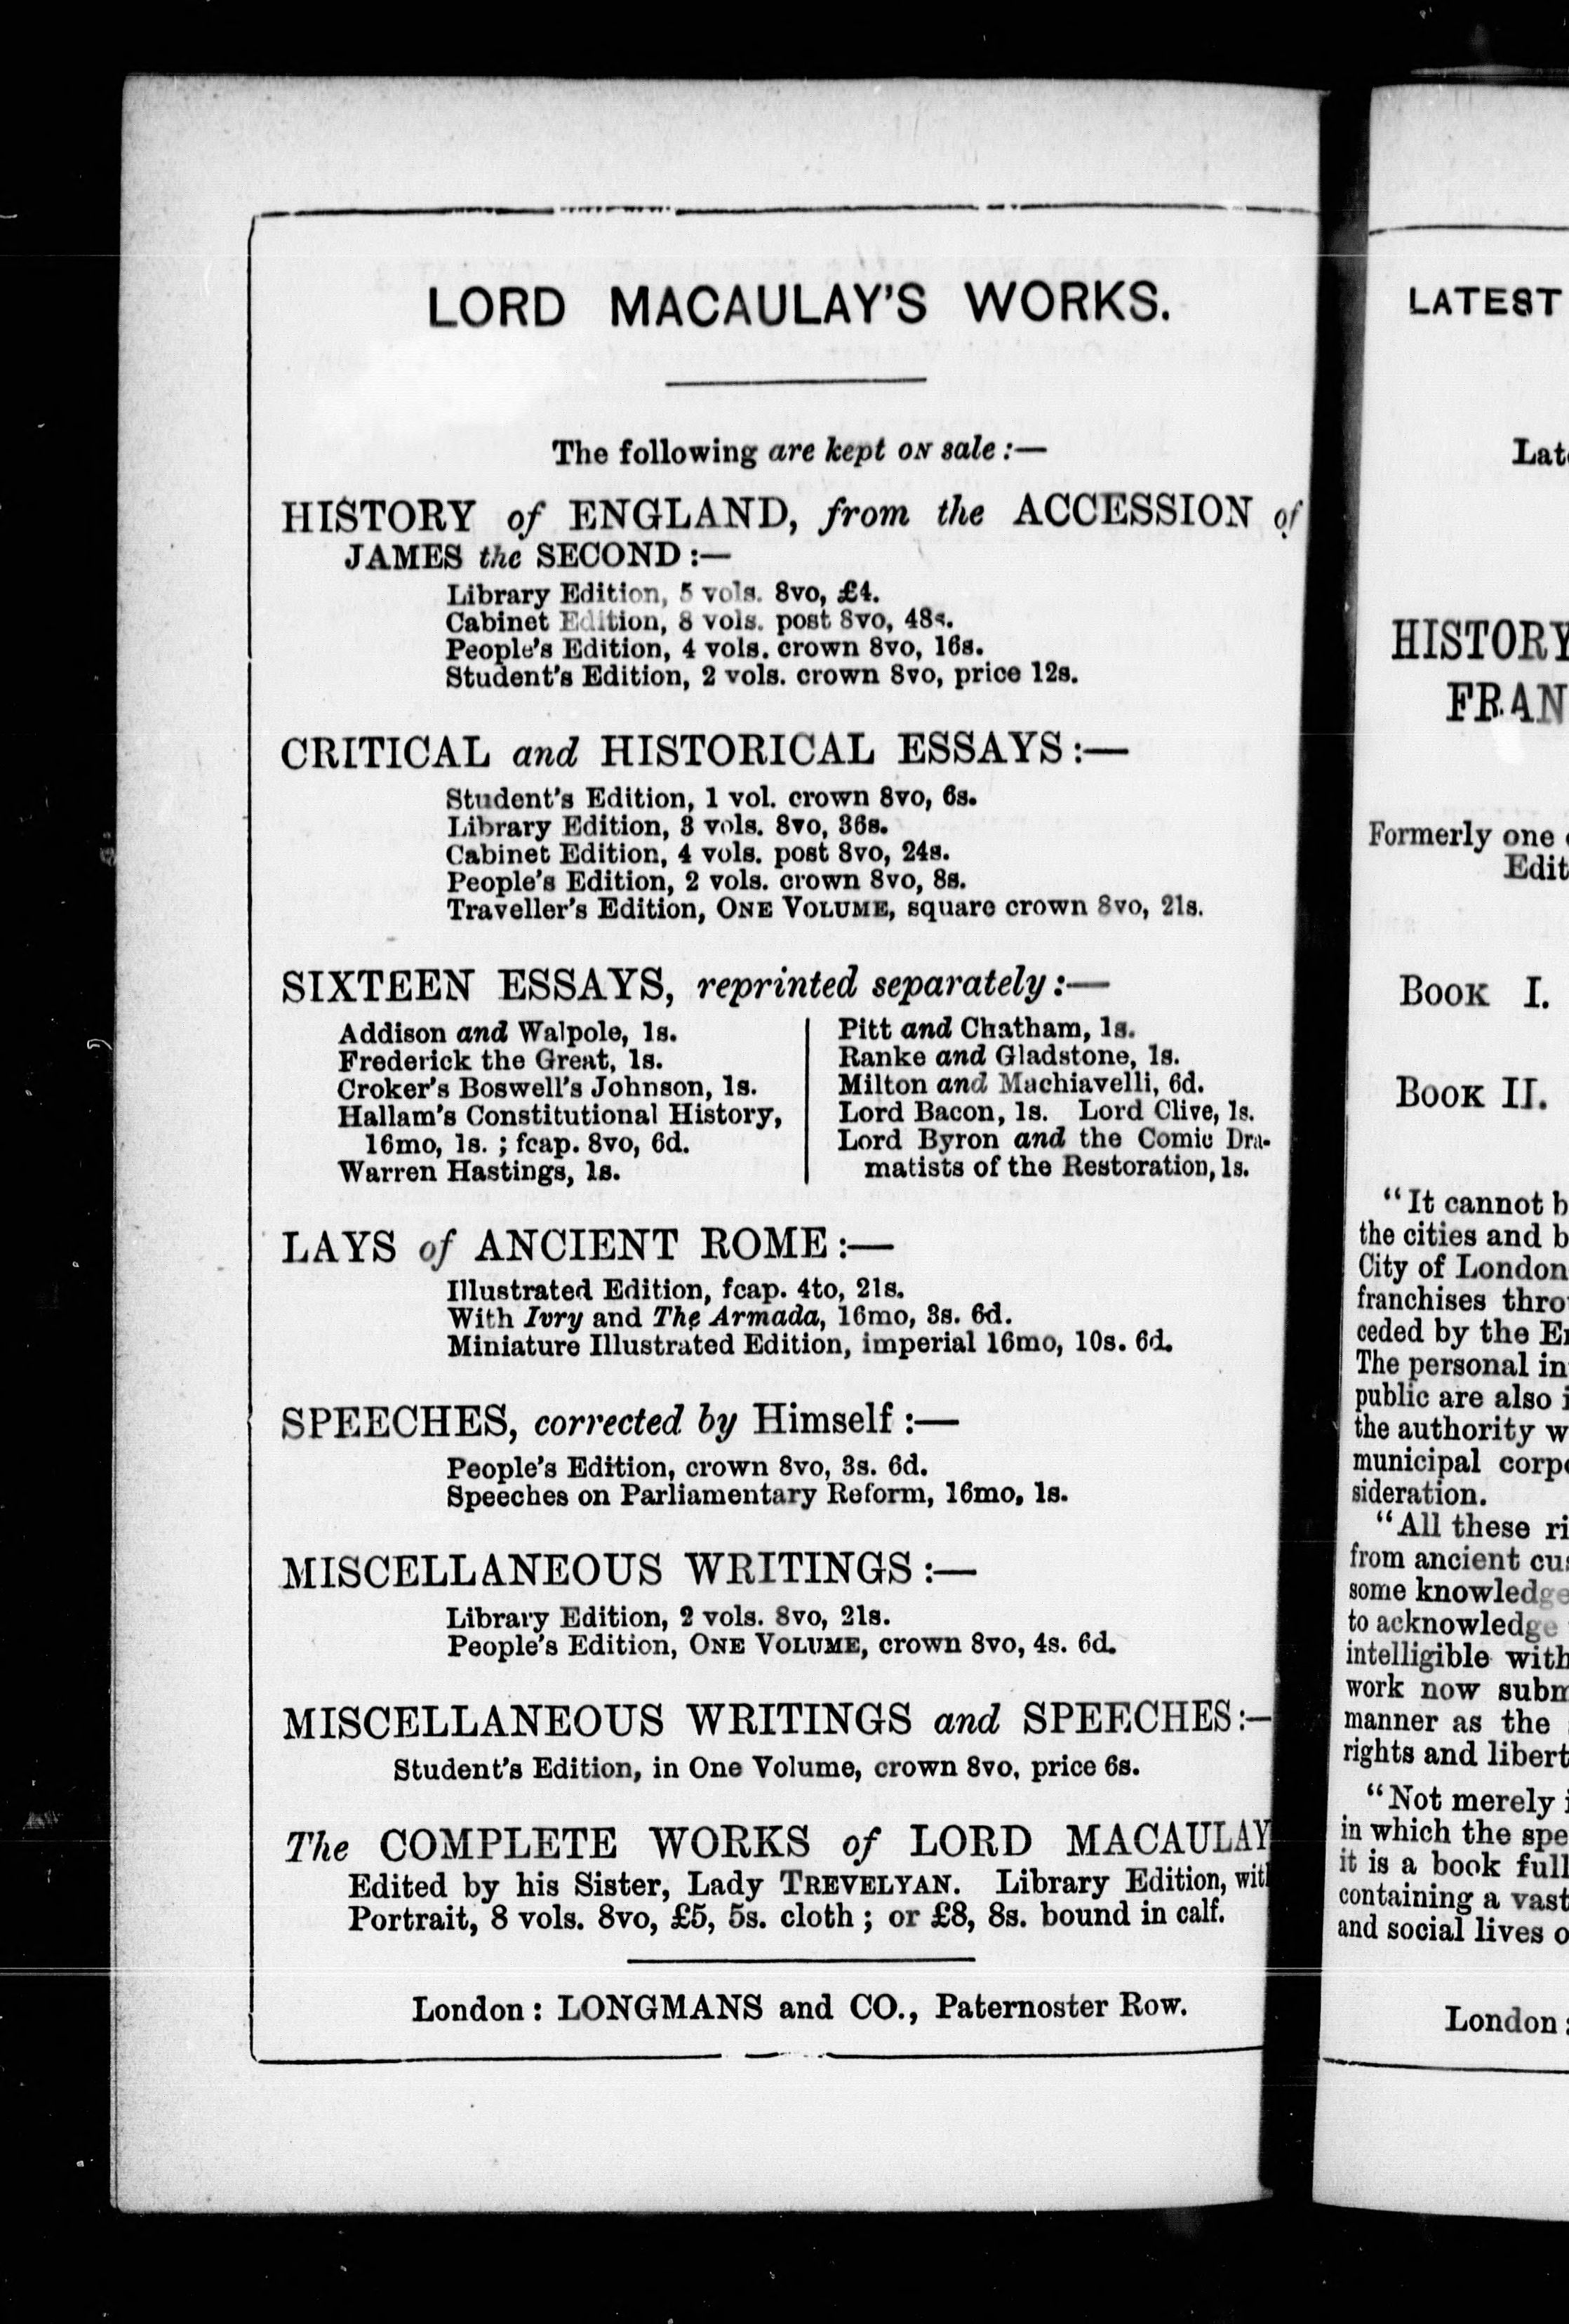 LORD MACAULAY'S WORKS.
The following are kept on sale :—
HISTORY of ENGLAND, from the ACCESSION of
JAMES the SECOND :—
Library Edition, 5 vols. 8vo, £4.
Cabinet Edition, 8 vols. post 8vo, 48s.
People's Edition, 4 vols. crown 8vo, 16s.
Student's Edition, 2 vols. crown 8vo, price 12s.
CRITICAL and HISTORICAL ESSAYS :—
Student's Edition, 1 vol. crown 8vo, 6s.
Library Edition, 3 vols. 8vo, 36s.
Cabinet Edition, 4 vols. post 8vo, 24s.
People's Edition, 2 vols. crown 8vo, 8s.
Traveller's Edition, ONE VOLUME, square crown 8vo, 21s.
SIXTEEN ESSAYS, reprinted separately :—
Addison and Walpole, 1s.
Frederick the Great, 1s.
Croker's Boswell's Johnson, 1s.
Hallam's Constitutional History,
16mo, 1s. ; fcap. 8vo, 6d.
Warren Hastings, 1s.
Pitt and Chatham, 1s.
Ranke and Gladstone, 1s.
Milton and Machiavelli, 6d.
Lord Bacon, 1s. Lord Clive, 1s.
Lord Byron and the Comic Dra-
matists of the Restoration, 1s.
LAYS of ANCIENT ROME :—
Illustrated Edition, fcap. 4to, 21s.
With Ivry and The Armada, 16mo, 3s. 6d.
Miniature Illustrated Edition, imperial 16mo, 10s. 6d.
SPEECHES, corrected by Himself :—
People's Edition, crown 8vo, 3s. 6d.
Speeches on Parliamentary Reform, 16mo, 1s.
MISCELLANEOUS WRITINGS :—
Library Edition, 2 vols. 8vo, 21s.
People's Edition, ONE VOLUME, crown 8vo, 4s. 6d.
MISCELLANEOUS WRITINGS and SPEECHES :—
Student's Edition, in One Volume, crown 8vo, price 6s.
The COMPLETE WORKS of LORD MACAULAY
Edited by his Sister, Lady TREVELYAN. Library Edition, with
Portrait, 8 vols. 8vo, £5, 5s. cloth ; or £8, 8s. bound in calf.
London : LONGMANS and CO., Paternoster Row.
LATEST
HISTORY
Formerly one
BOOK I.
BOOK II.
"It cannot
the cities and
City of London
franchises
ceded by the
The personal
public are also
the authority
municipal
sideration.
"All these
from ancient
some knowledge
to acknowledge
intelligible with
work now
manner as the
rights and
"Not merely
in which the
it is a book full
containing a vast
and social lives
London :